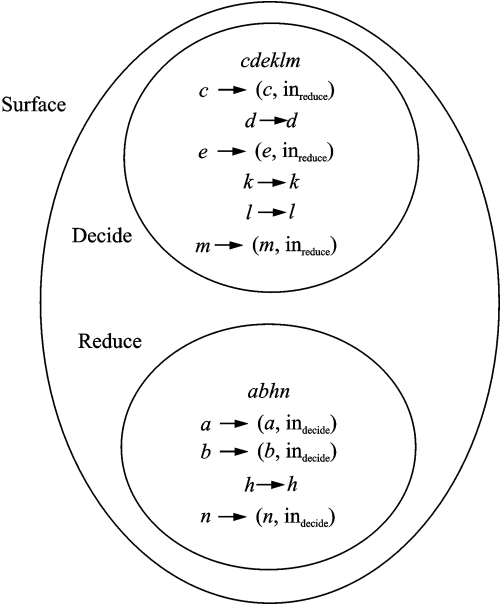 cdeklm
Surface
c → (c, in_reduce)
d → d
e → (e, in_reduce)
k → k
l → l
Decide
m → (m, in_reduce)
Reduce
abhn
a → (a, in_decide)
b → (b, in_decide)
h → h
n → (n, in_decide)